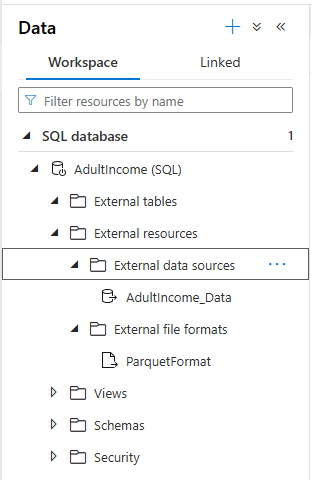 Data
Workspace Linked
Filter resources by name
SQL database 1
AdultIncome (SQL)
External tables
External resources
External data sources
AdultIncome_Data
External file formats
ParquetFormat
Views
Schemas
Security